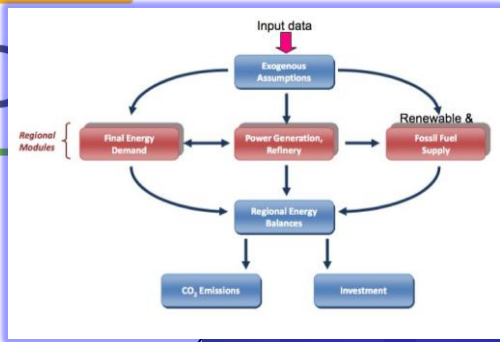 Input data
Exogenous
Assumptions
Renewable &
Regional
Modules
Final Energy
Demand
Power Generation,
Refinery
Fossil Fuel
Supply
Regional Energy
Balances
CO₂ Emissions
Investment